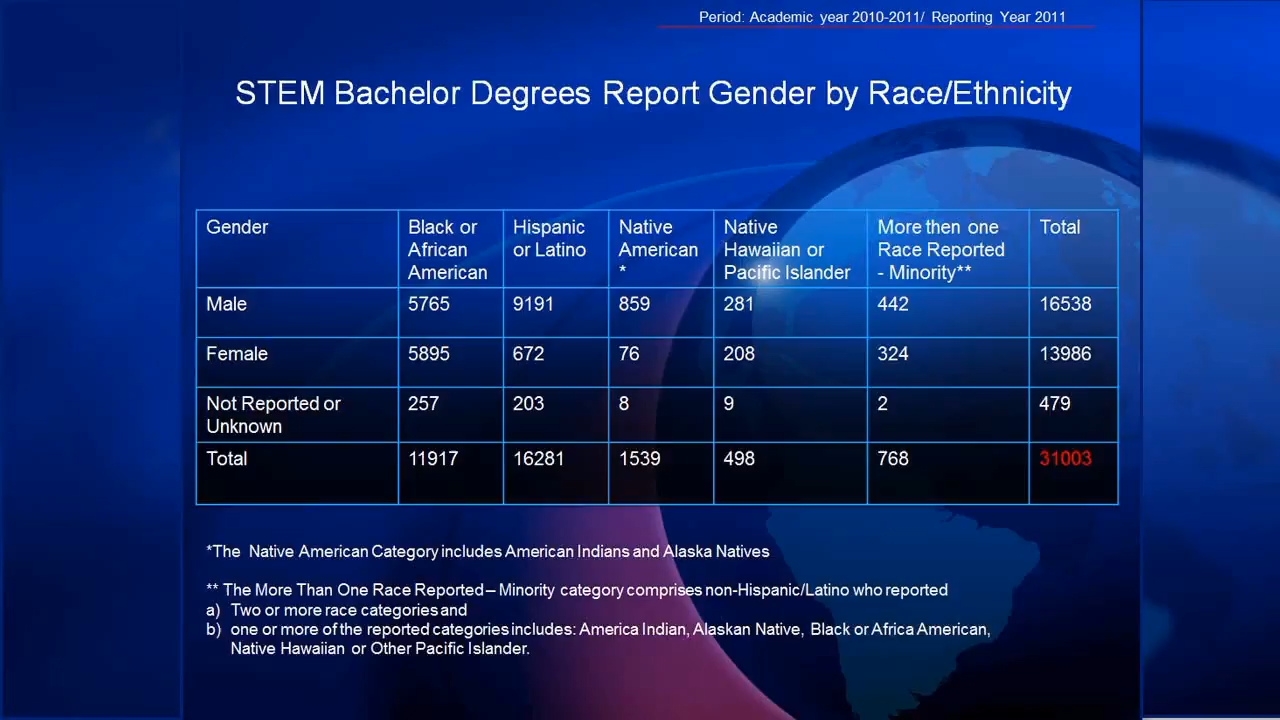 Period: Academic year 2010-2011/ Reporting Year 2011
STEM Bachelor Degrees Report Gender by Race/Ethnicity
Gender Black or African American Hispanic or Latino Native American * Native Hawaiian or Pacific Islander More then one Race Reported - Minority** Total
Male 5765 9191 859 281 442 16538
Female 5895 672 76 208 324 13986
Not Reported or Unknown 257 203 8 9 2 479
Total 11917 16281 1539 498 768 31003
*The Native American Category includes American Indians and Alaska Natives
** The More Than One Race Reported – Minority category comprises non-Hispanic/Latino who reported
a) Two or more race categories and
b) one or more of the reported categories includes: America Indian, Alaskan Native, Black or Africa American,
Native Hawaiian or Other Pacific Islander.